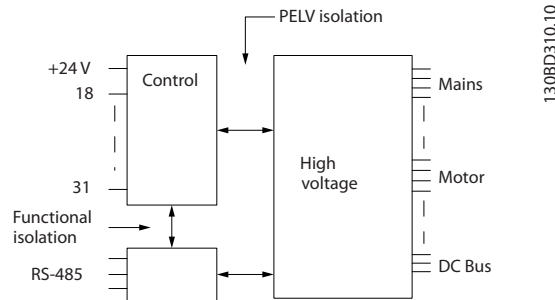 PELV isolation
+24 V
18
31
Control
High
voltage
Mains
Motor
DC Bus
Functional
isolation
RS-485
130BD310.10